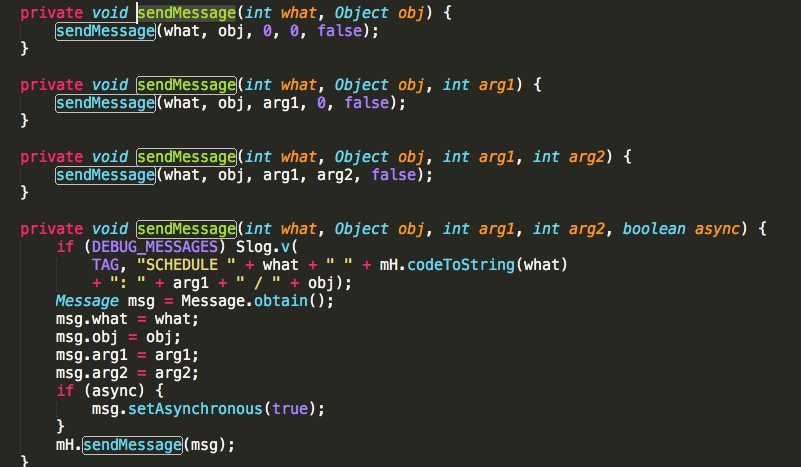 private void sendMessage(int what, Object obj) {
    sendMessage(what, obj, 0, 0, false);
}

private void sendMessage(int what, Object obj, int arg1) {
    sendMessage(what, obj, arg1, 0, false);
}

private void sendMessage(int what, Object obj, int arg1, int arg2) {
    sendMessage(what, obj, arg1, arg2, false);
}

private void sendMessage(int what, Object obj, int arg1, int arg2, boolean async) {
    if (DEBUG_MESSAGES) Slog.v(
        TAG, "SCHEDULE " + what + " " + mH.codeToString(what)
        + ": " + arg1 + " / " + obj);
    Message msg = Message.obtain();
    msg.what = what;
    msg.obj = obj;
    msg.arg1 = arg1;
    msg.arg2 = arg2;
    if (async) {
        msg.setAsynchronous(true);
    }
    mH.sendMessage(msg);
}